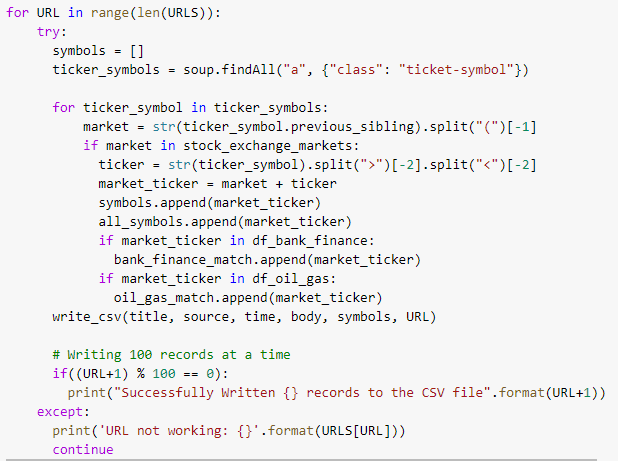 for URL in range(len(URLS)):
    try:
      symbols = []
      ticker_symbols = soup.findAll("a", {"class": "ticket-symbol"})

      for ticker_symbol in ticker_symbols:
          market = str(ticker_symbol.previous_sibling).split("(")[-1]
          if market in stock_exchange_markets:
            ticker = str(ticker_symbol).split(">")[-2].split("<")[-2]
            market_ticker = market + ticker
            symbols.append(market_ticker)
            all_symbols.append(market_ticker)
            if market_ticker in df_bank_finance:
              bank_finance_match.append(market_ticker)
            if market_ticker in df_oil_gas:
              oil_gas_match.append(market_ticker)
      write_csv(title, source, time, body, symbols, URL)

      # Writing 100 records at a time
      if((URL+1) % 100 == 0):
        print("Successfully Written {} records to the CSV file".format(URL+1))
    except:
      print('URL not working: {}'.format(URLS[URL]))
      continue